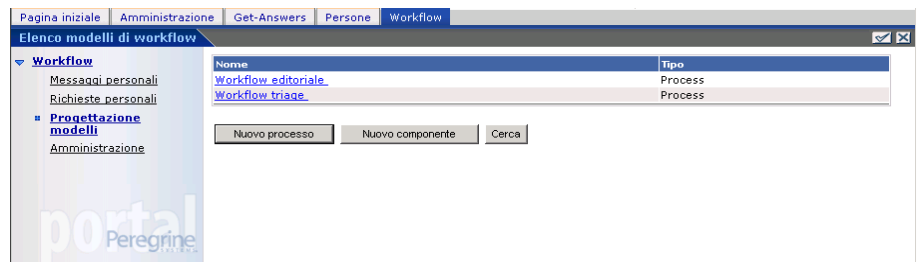 Pagina iniziale Amministrazione Get-Answers Persone Workflow
Elenco modelli di workflow
Workflow
Messaggi personali
Richieste personali
Progettazione
modelli
Amministrazione
Nome Tipo
Workflow editoriale Process
Workflow triage Process
Nuovo processo Nuovo componente Cerca
portal
Peregrine
SYSTEMS